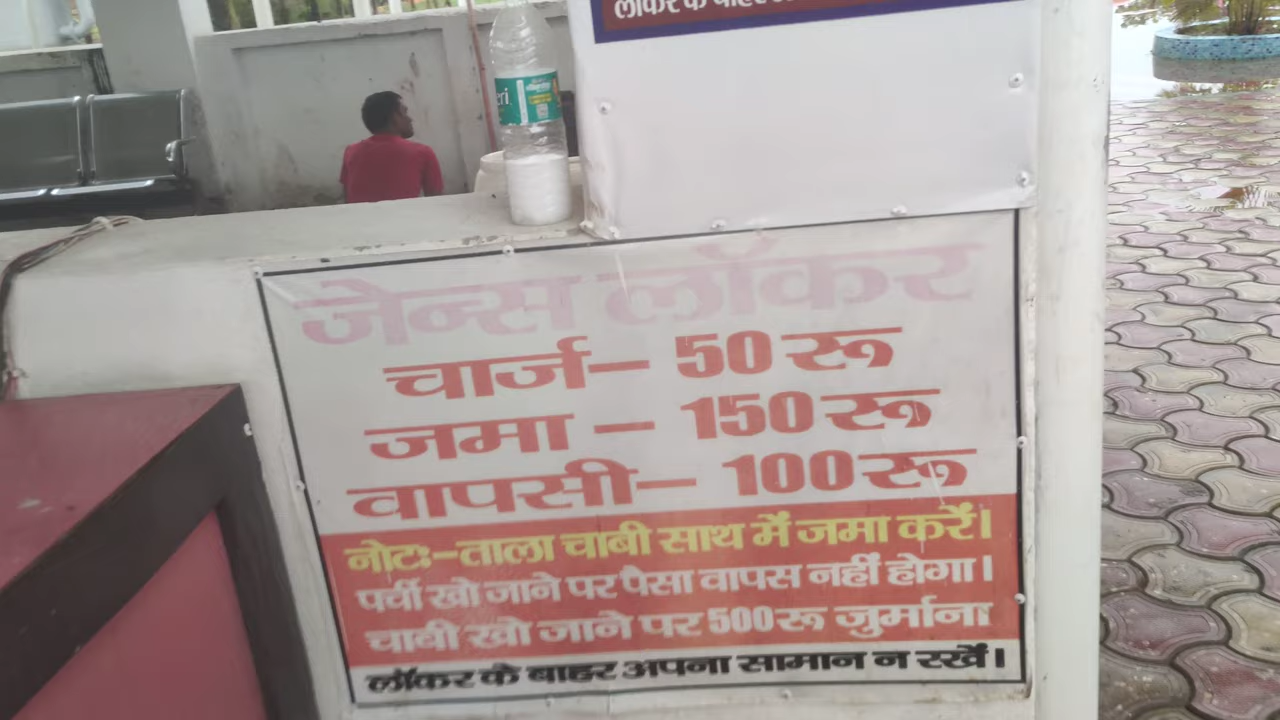 लॉकर के बाहर
जेन्स लॉकर
चार्ज– 50 रू
जमा – 150 रू
वापसी– 100 रू
नोटः–ताला चाबी साथ में जमा करें।
पर्ची खो जाने पर पैसा वापस नहीं होगा।
चाबी खो जाने पर 500 रू जुर्माना
लॉकर के बाहर अपना सामान न रखें।